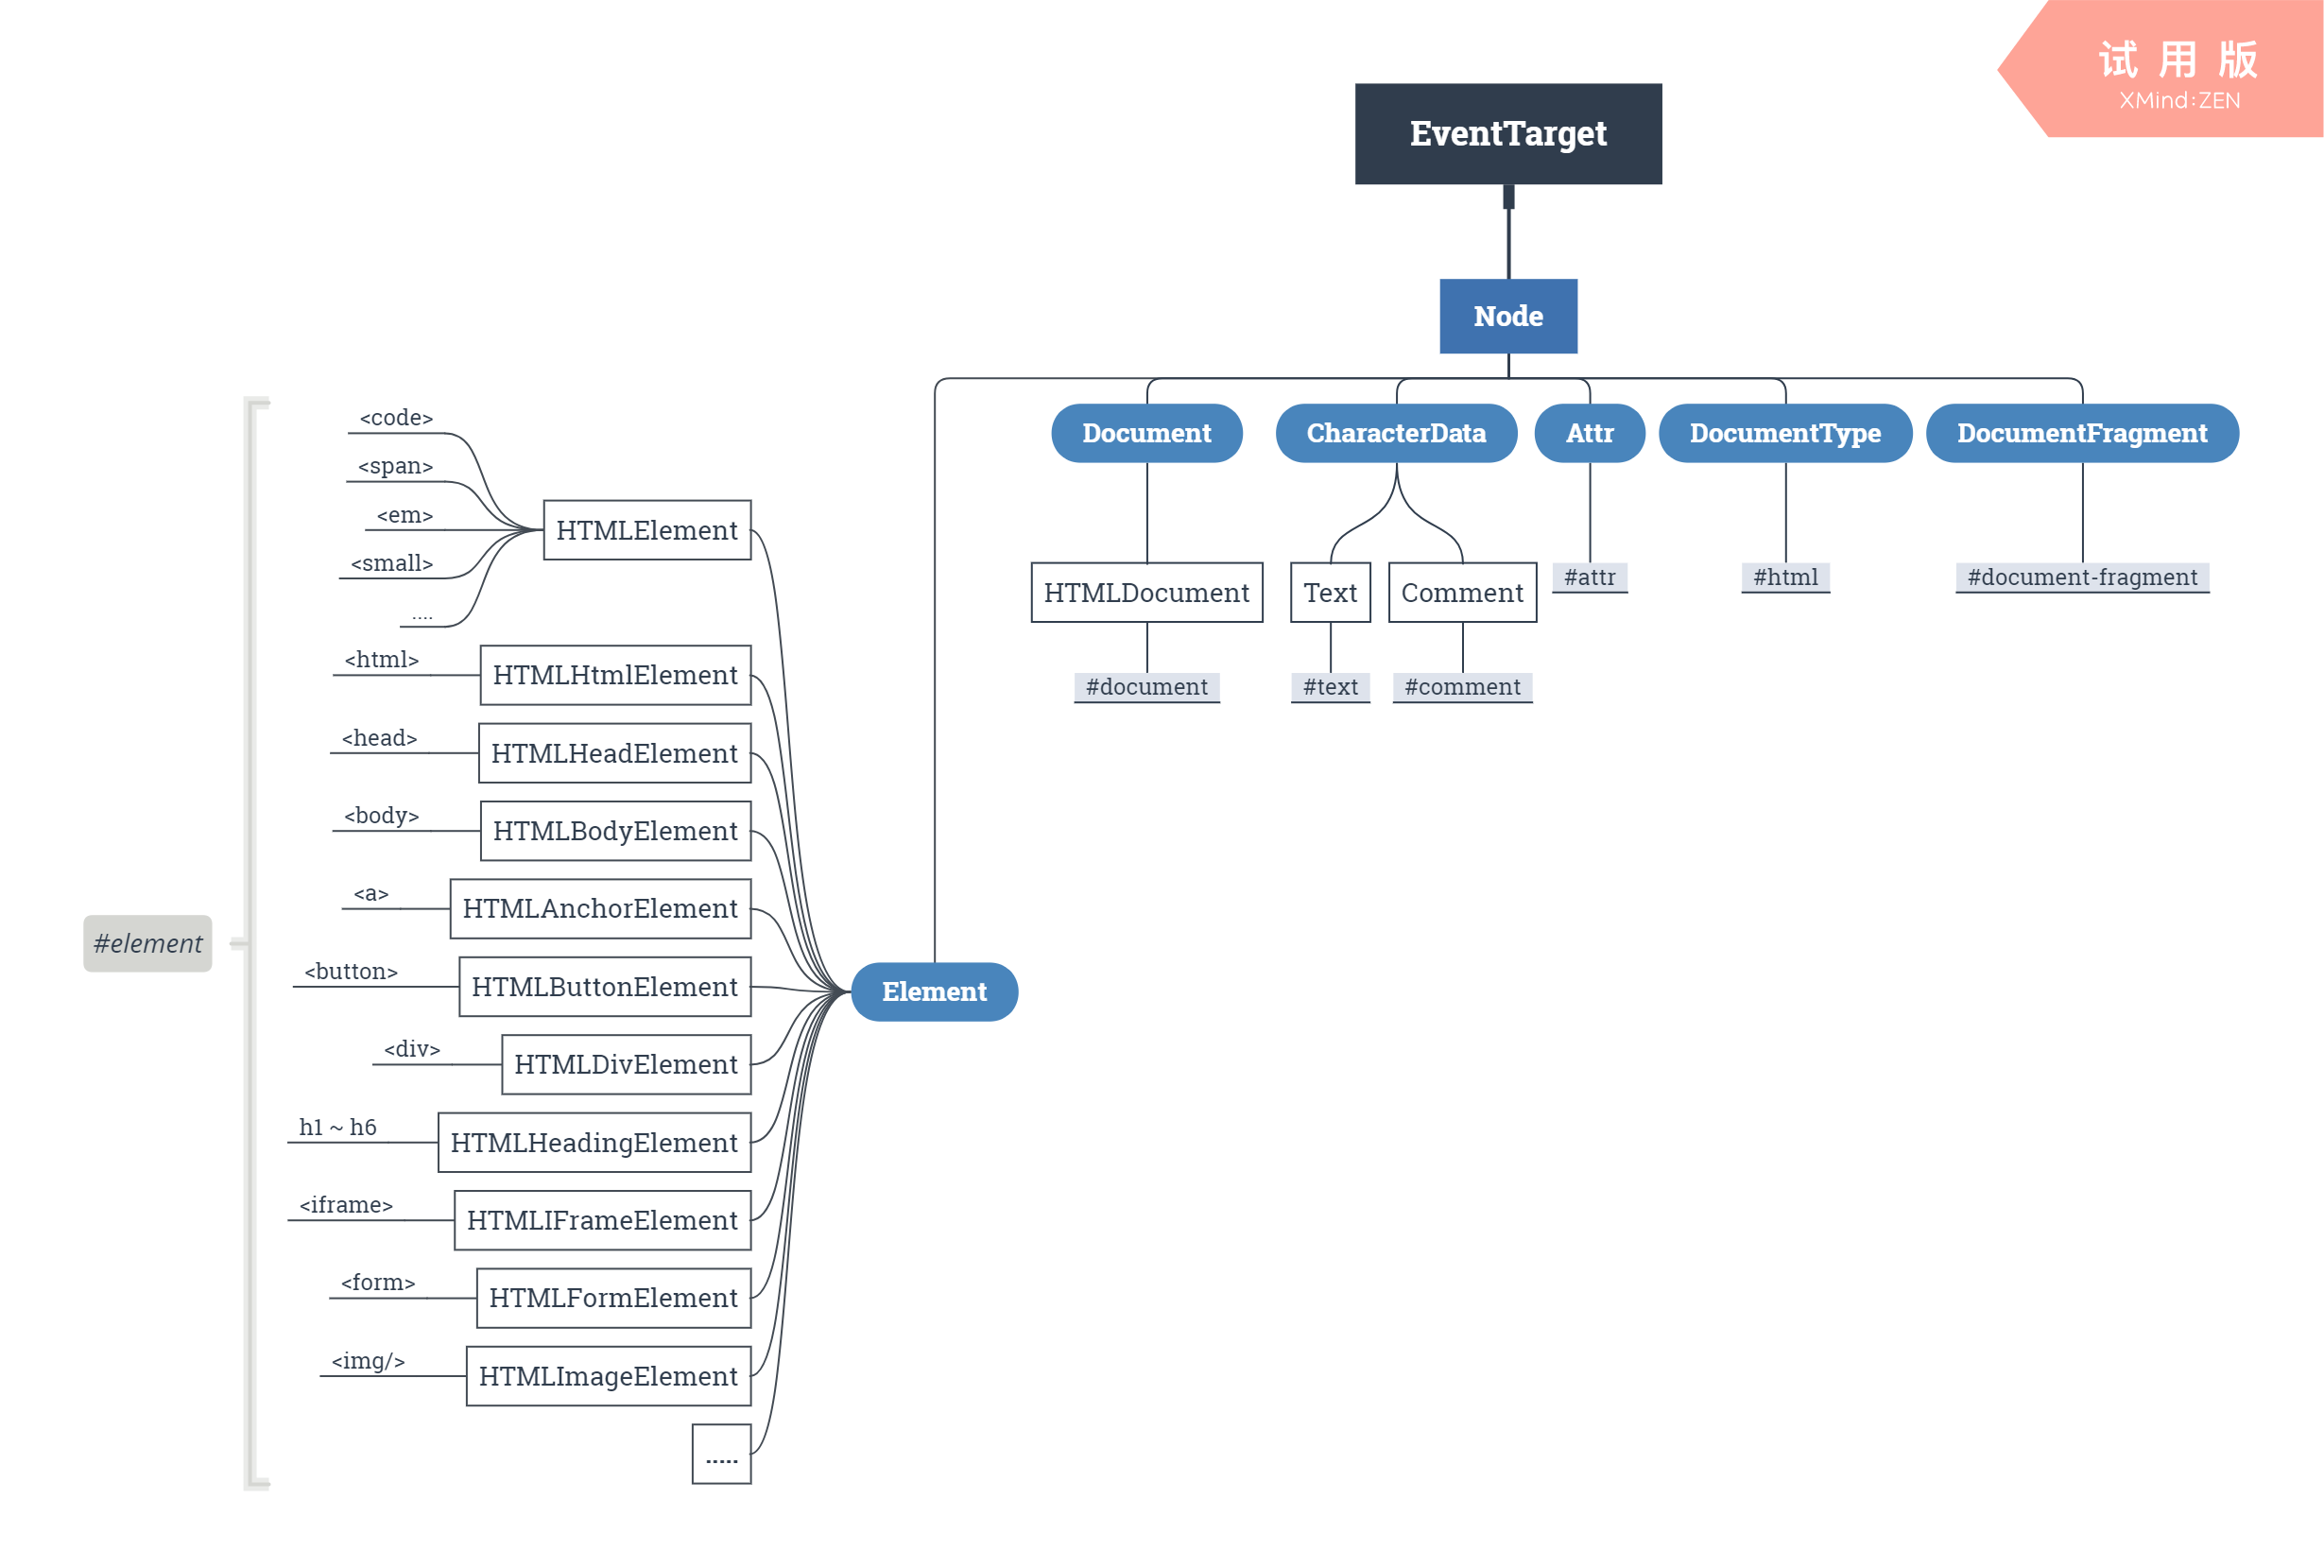 试用版
XMind:ZEN
EventTarget
Node
Document
CharacterData
Attr
DocumentType
DocumentFragment
HTMLDocument
Text
Comment
#attr
#html
#document-fragment
#document
#text
#comment
Element
HTMLElement
<code>
<span>
<em>
<small>
....
<html>
HTMLHtmlElement
<head>
HTMLHeadElement
<body>
HTMLBodyElement
<a>
HTMLAnchorElement
<button>
HTMLButtonElement
<div>
HTMLDivElement
h1 ~ h6
HTMLHeadingElement
<iframe>
HTMLIFrameElement
<form>
HTMLFormElement
<img/>
HTMLImageElement
.....
#element